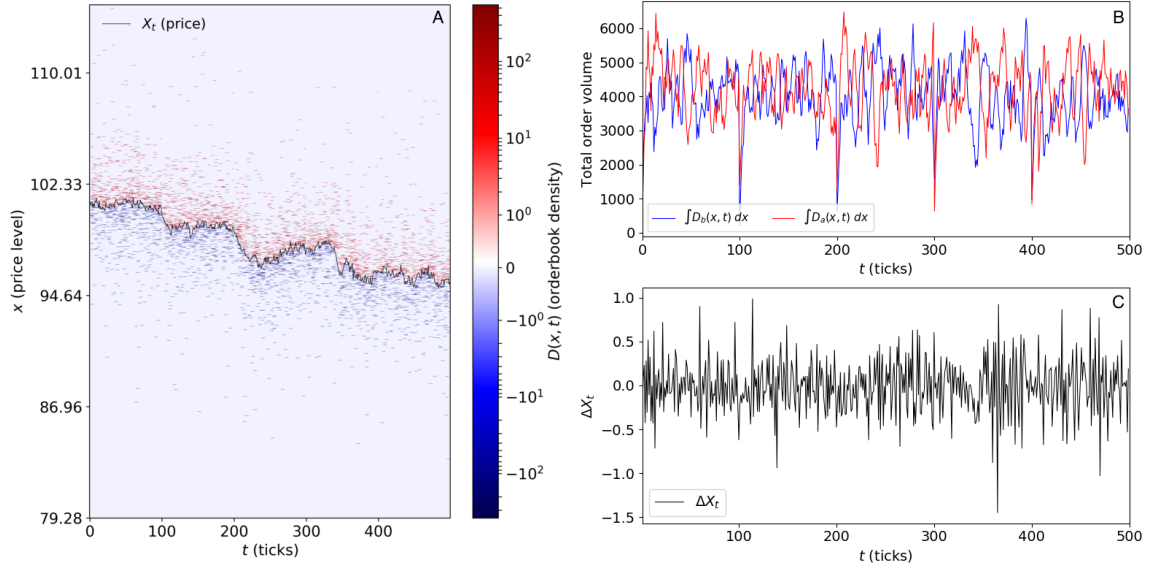 A
X_t (price)
110.01
102.33
94.64
86.96
79.28
x (price level)
0 100 200 300 400
t (ticks)
10^2
10^1
10^0
0
−10^0
−10^1
−10^2
D(x, t) (orderbook density)
B
6000
5000
4000
3000
2000
1000
0
Total order volume
∫D_b(x, t) dx ∫D_a(x, t) dx
0 100 200 300 400 500
t (ticks)
C
1.0
0.5
0.0
−0.5
−1.0
−1.5
ΔX_t
ΔX_t
100 200 300 400 500
t (ticks)